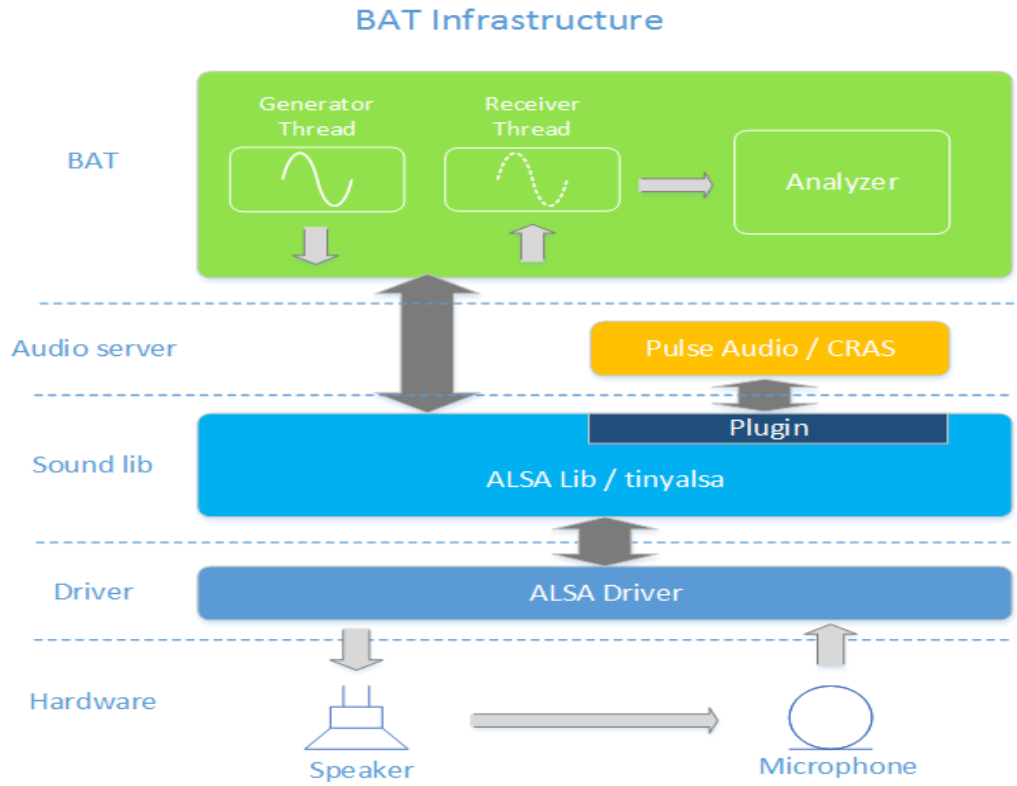 BAT Infrastructure
BAT
Generator
Thread
Receiver
Thread
Analyzer
Audio server
Pulse Audio / CRAS
Plugin
Sound lib
ALSA Lib / tinyalsa
Driver
ALSA Driver
Hardware
Speaker
Microphone